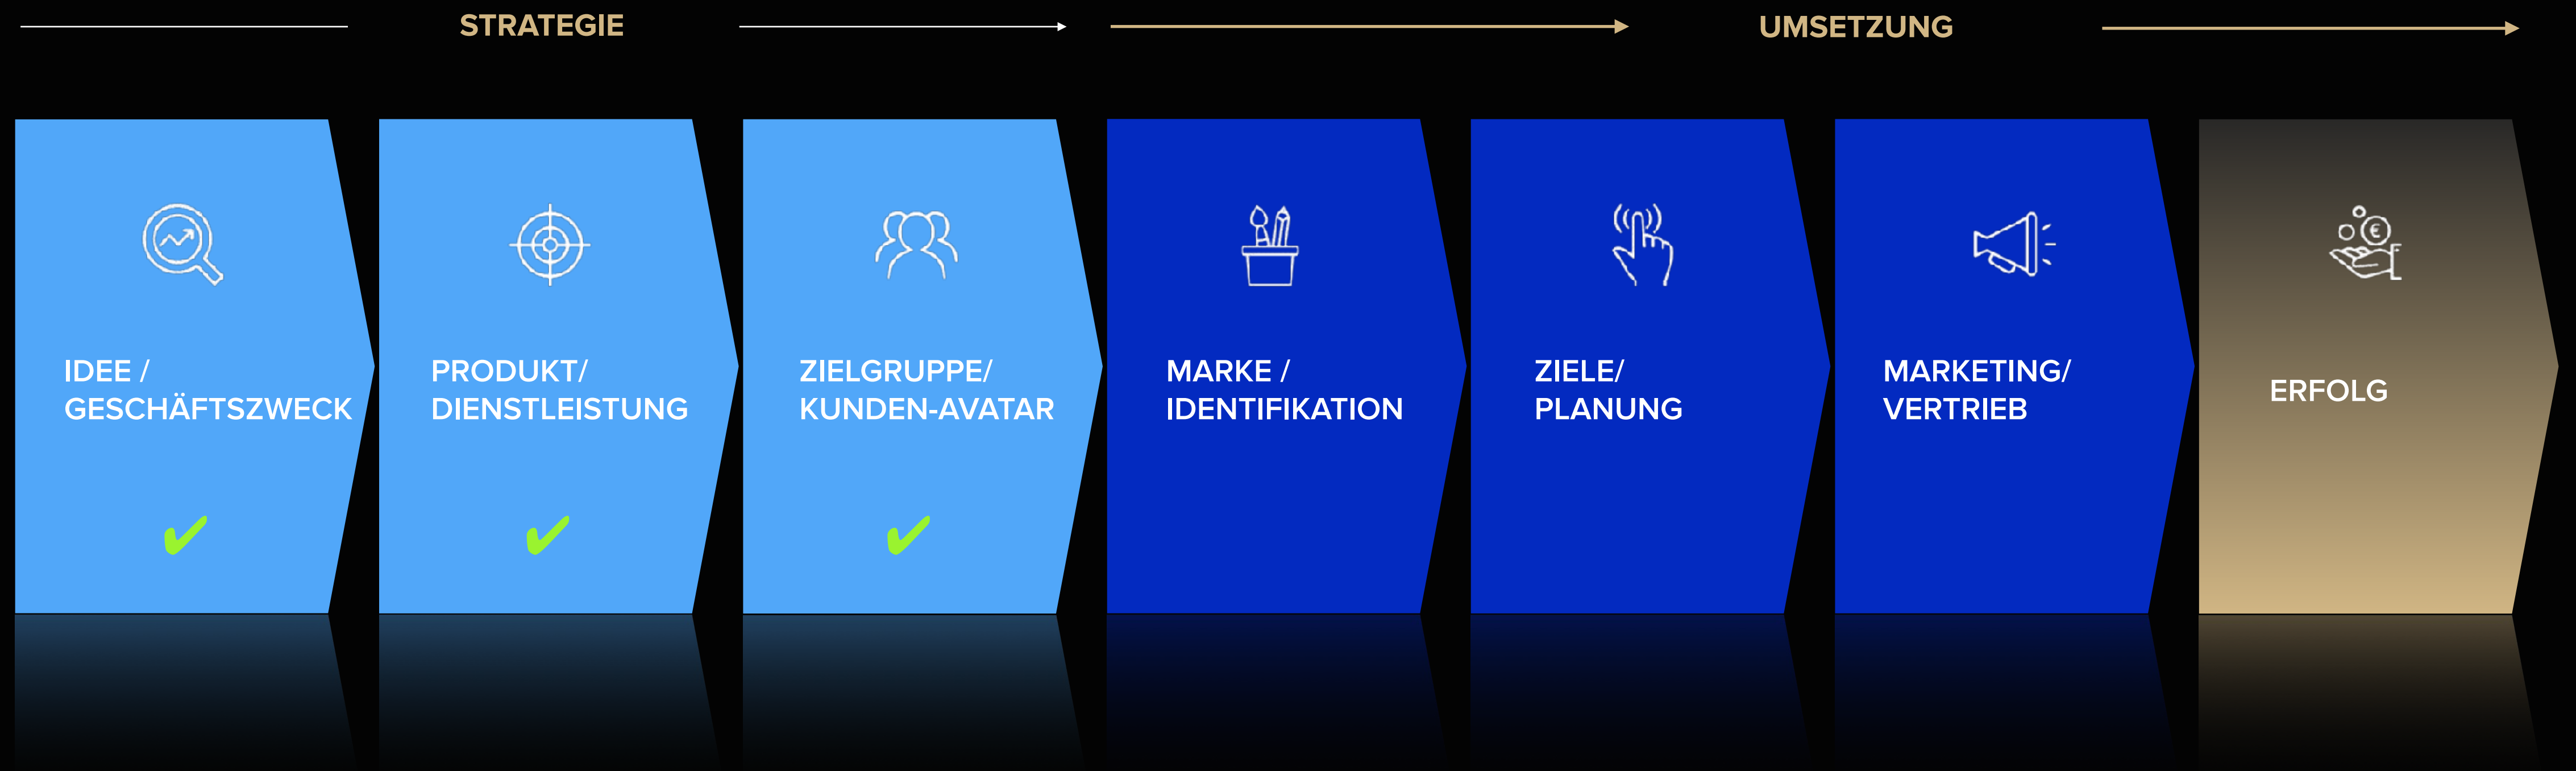 STRATEGIE
UMSETZUNG
IDEE /
GESCHÄFTSZWECK
PRODUKT/
DIENSTLEISTUNG
ZIELGRUPPE/
KUNDEN-AVATAR
MARKE /
IDENTIFIKATION
ZIELE/
PLANUNG
MARKETING/
VERTRIEB
€
ERFOLG